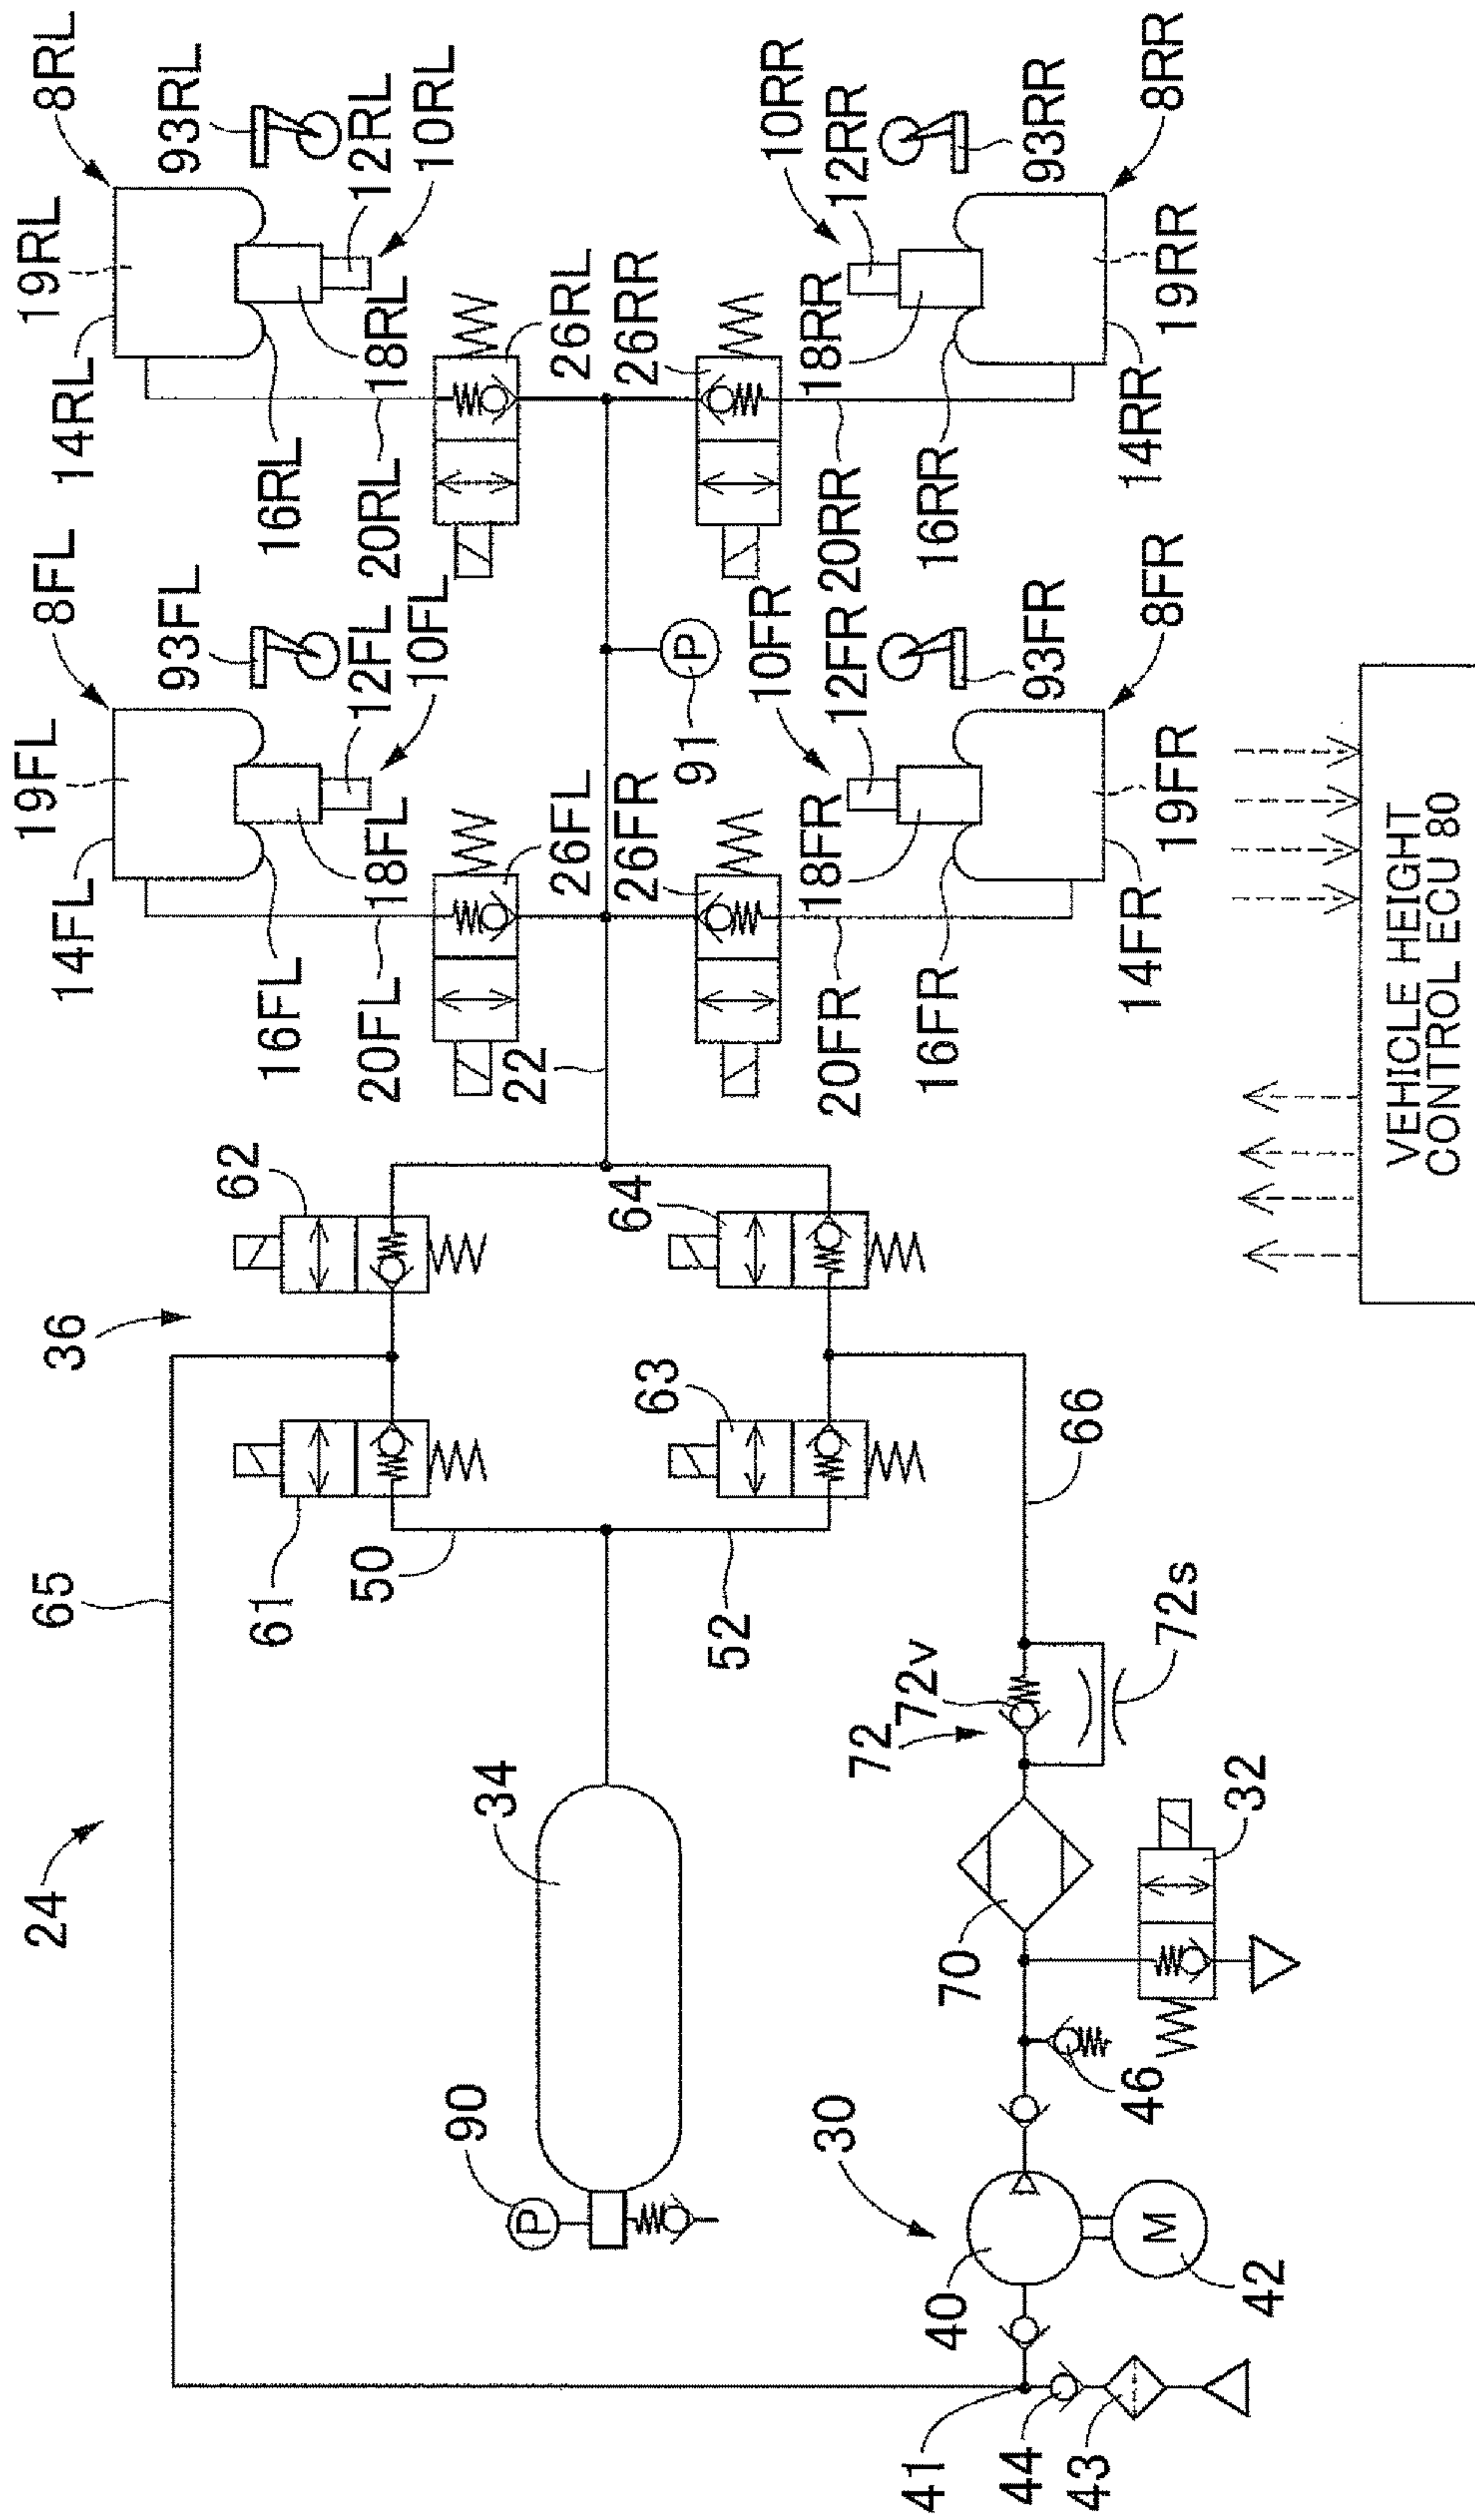 24
65
36
19FL
8FL
19RL
8RL
14FL
14RL
93FL
93RL
62
61
16FL
16RL
50
20FL
18FL
12FL
20RL
18RL
12RL
10FL
10RL
90
P
34
22
26FL
26RL
63
64
26FR
26RR
P
91
52
10FR
10RR
30
72
20FR
18FR
12FR
20RR
18RR
12RR
41
40
70
72v
16FR
16RR
44
93FR
93RR
43
66
46
M
14FR
14RR
72s
8FR
8RR
19FR
19RR
42
32
VEHICLE HEIGHT
CONTROL ECU 80